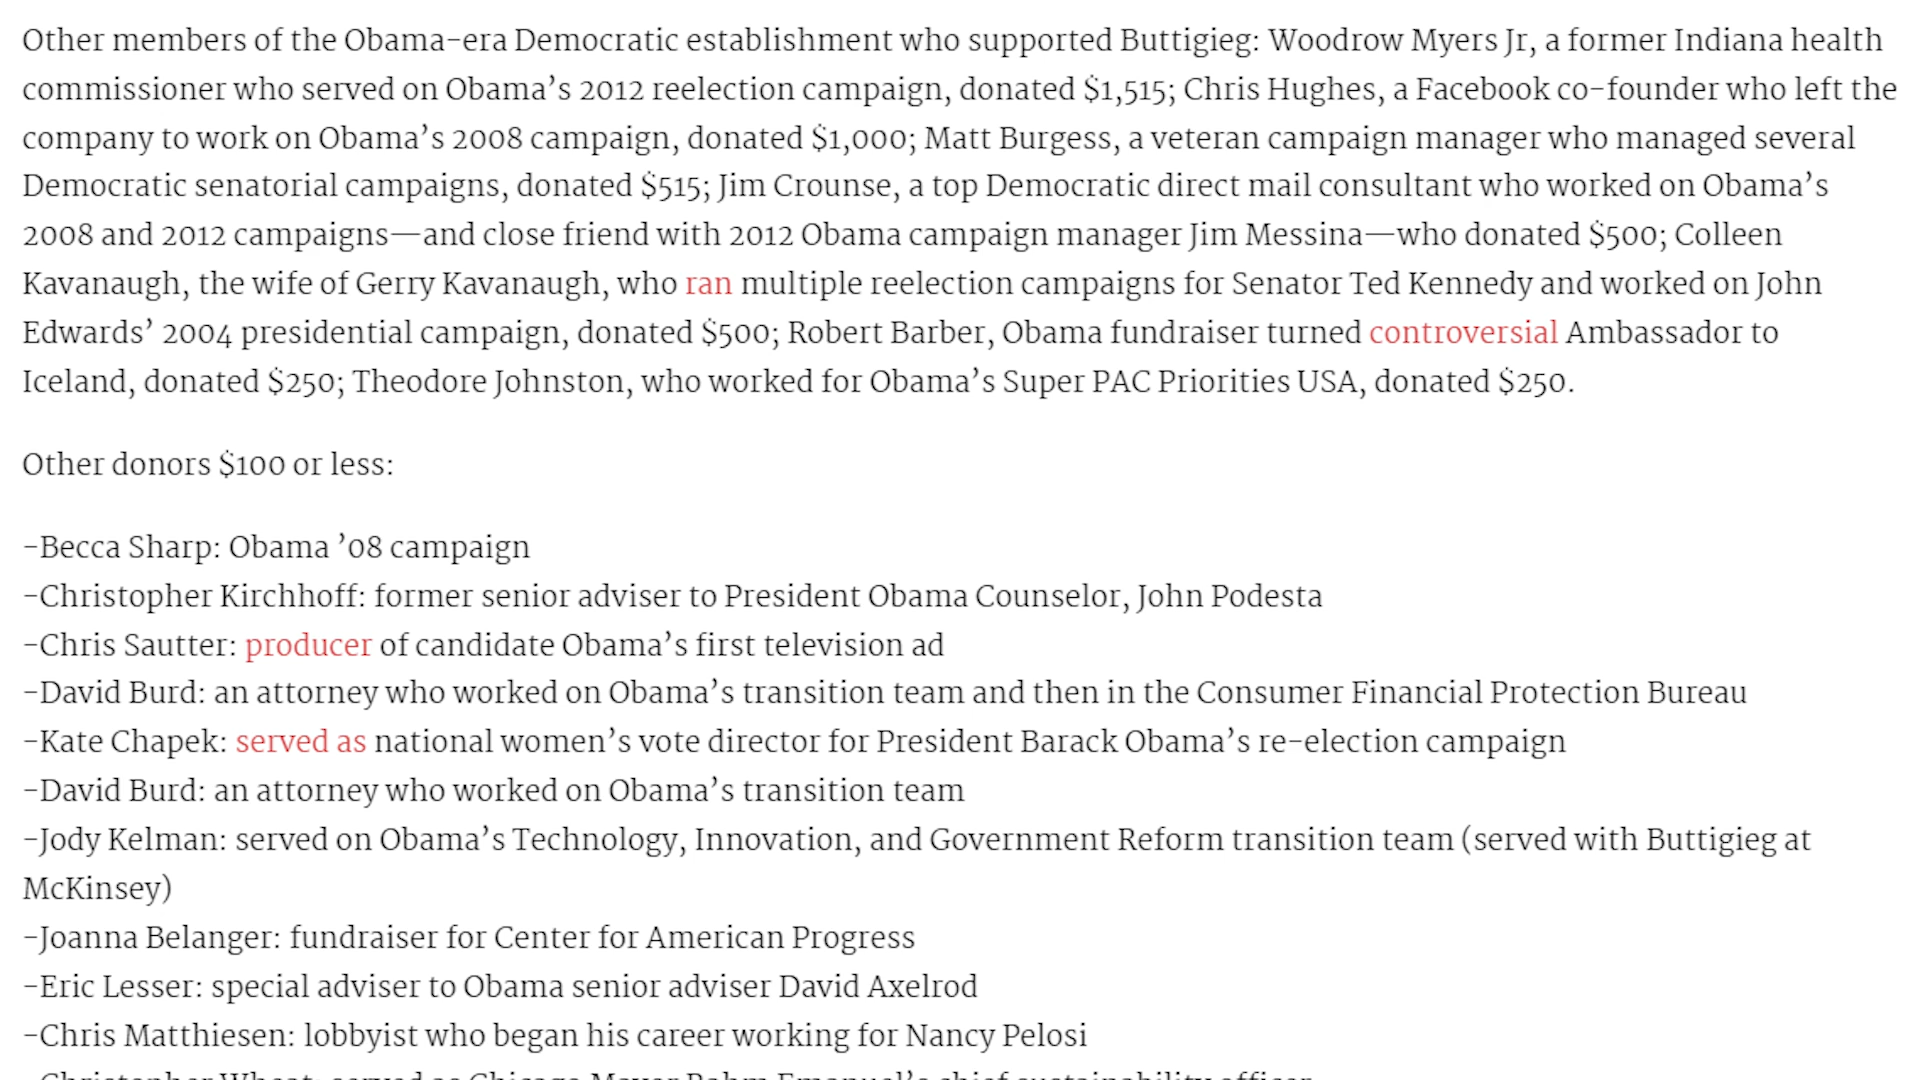 Other members of the Obama-era Democratic establishment who supported Buttigieg: Woodrow Myers Jr, a former Indiana health
commissioner who served on Obama’s 2012 reelection campaign, donated $1,515; Chris Hughes, a Facebook co-founder who left the
company to work on Obama’s 2008 campaign, donated $1,000; Matt Burgess, a veteran campaign manager who managed several
Democratic senatorial campaigns, donated $515; Jim Crounse, a top Democratic direct mail consultant who worked on Obama’s
2008 and 2012 campaigns—and close friend with 2012 Obama campaign manager Jim Messina—who donated $500; Colleen
Kavanaugh, the wife of Gerry Kavanaugh, who ran multiple reelection campaigns for Senator Ted Kennedy and worked on John
Edwards’ 2004 presidential campaign, donated $500; Robert Barber, Obama fundraiser turned controversial Ambassador to
Iceland, donated $250; Theodore Johnston, who worked for Obama’s Super PAC Priorities USA, donated $250.
Other donors $100 or less:
-Becca Sharp: Obama ’08 campaign
-Christopher Kirchhoff: former senior adviser to President Obama Counselor, John Podesta
-Chris Sautter: producer of candidate Obama’s first television ad
-David Burd: an attorney who worked on Obama’s transition team and then in the Consumer Financial Protection Bureau
-Kate Chapek: served as national women’s vote director for President Barack Obama’s re-election campaign
-David Burd: an attorney who worked on Obama’s transition team
-Jody Kelman: served on Obama’s Technology, Innovation, and Government Reform transition team (served with Buttigieg at
McKinsey)
-Joanna Belanger: fundraiser for Center for American Progress
-Eric Lesser: special adviser to Obama senior adviser David Axelrod
-Chris Matthiesen: lobbyist who began his career working for Nancy Pelosi
-Christopher Wheat: served as Chicago Mayor Rahm Emanuel’s chief sustainability officer